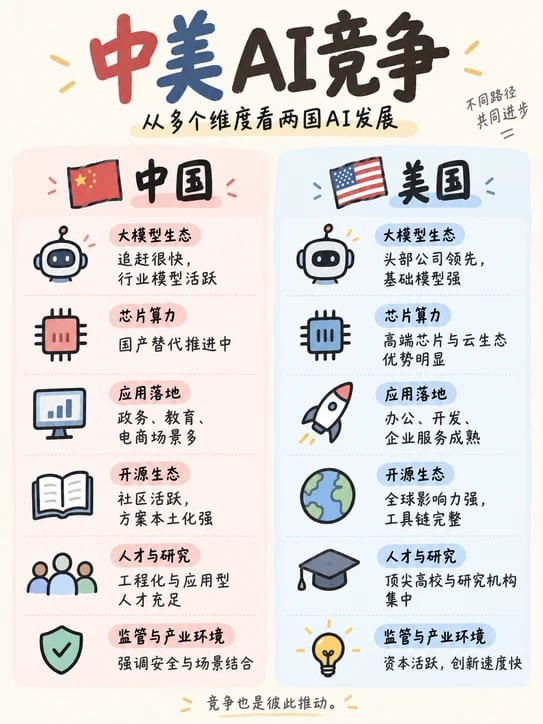 中美AI竞争
从多个维度看两国AI发展
不同路径
共同进步
中国
大模型生态
追赶很快，
行业模型活跃
芯片算力
国产替代推进中
应用落地
政务、教育、
电商场景多
开源生态
社区活跃，
方案本土化强
人才与研究
工程化与应用型
人才充足
监管与产业环境
强调安全与场景结合
美国
大模型生态
头部公司领先，
基础模型强
芯片算力
高端芯片与云生态
优势明显
应用落地
办公、开发、
企业服务成熟
开源生态
全球影响力强，
工具链完整
人才与研究
顶尖高校与研究机构
集中
监管与产业环境
资本活跃，创新速度快
竞争也是彼此推动。